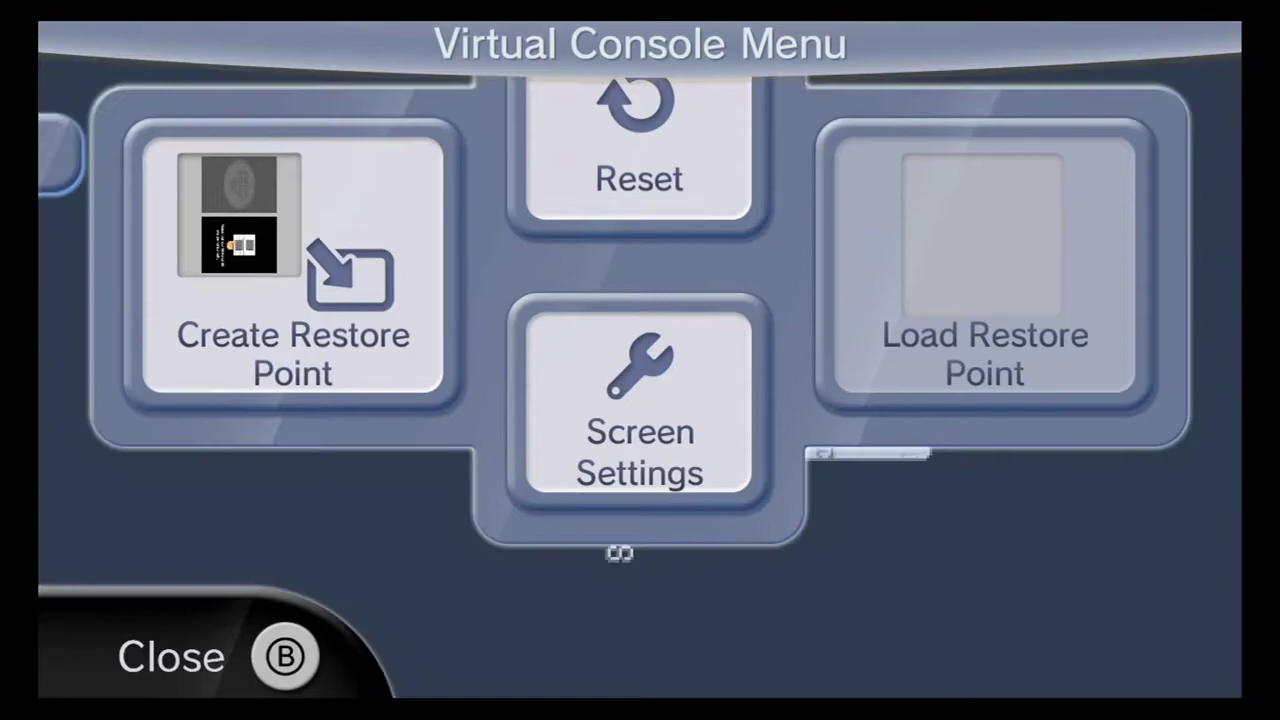 Virtual Console Menu
Reset
Create Restore
Point
Load Restore
Point
Screen
Settings
Close B